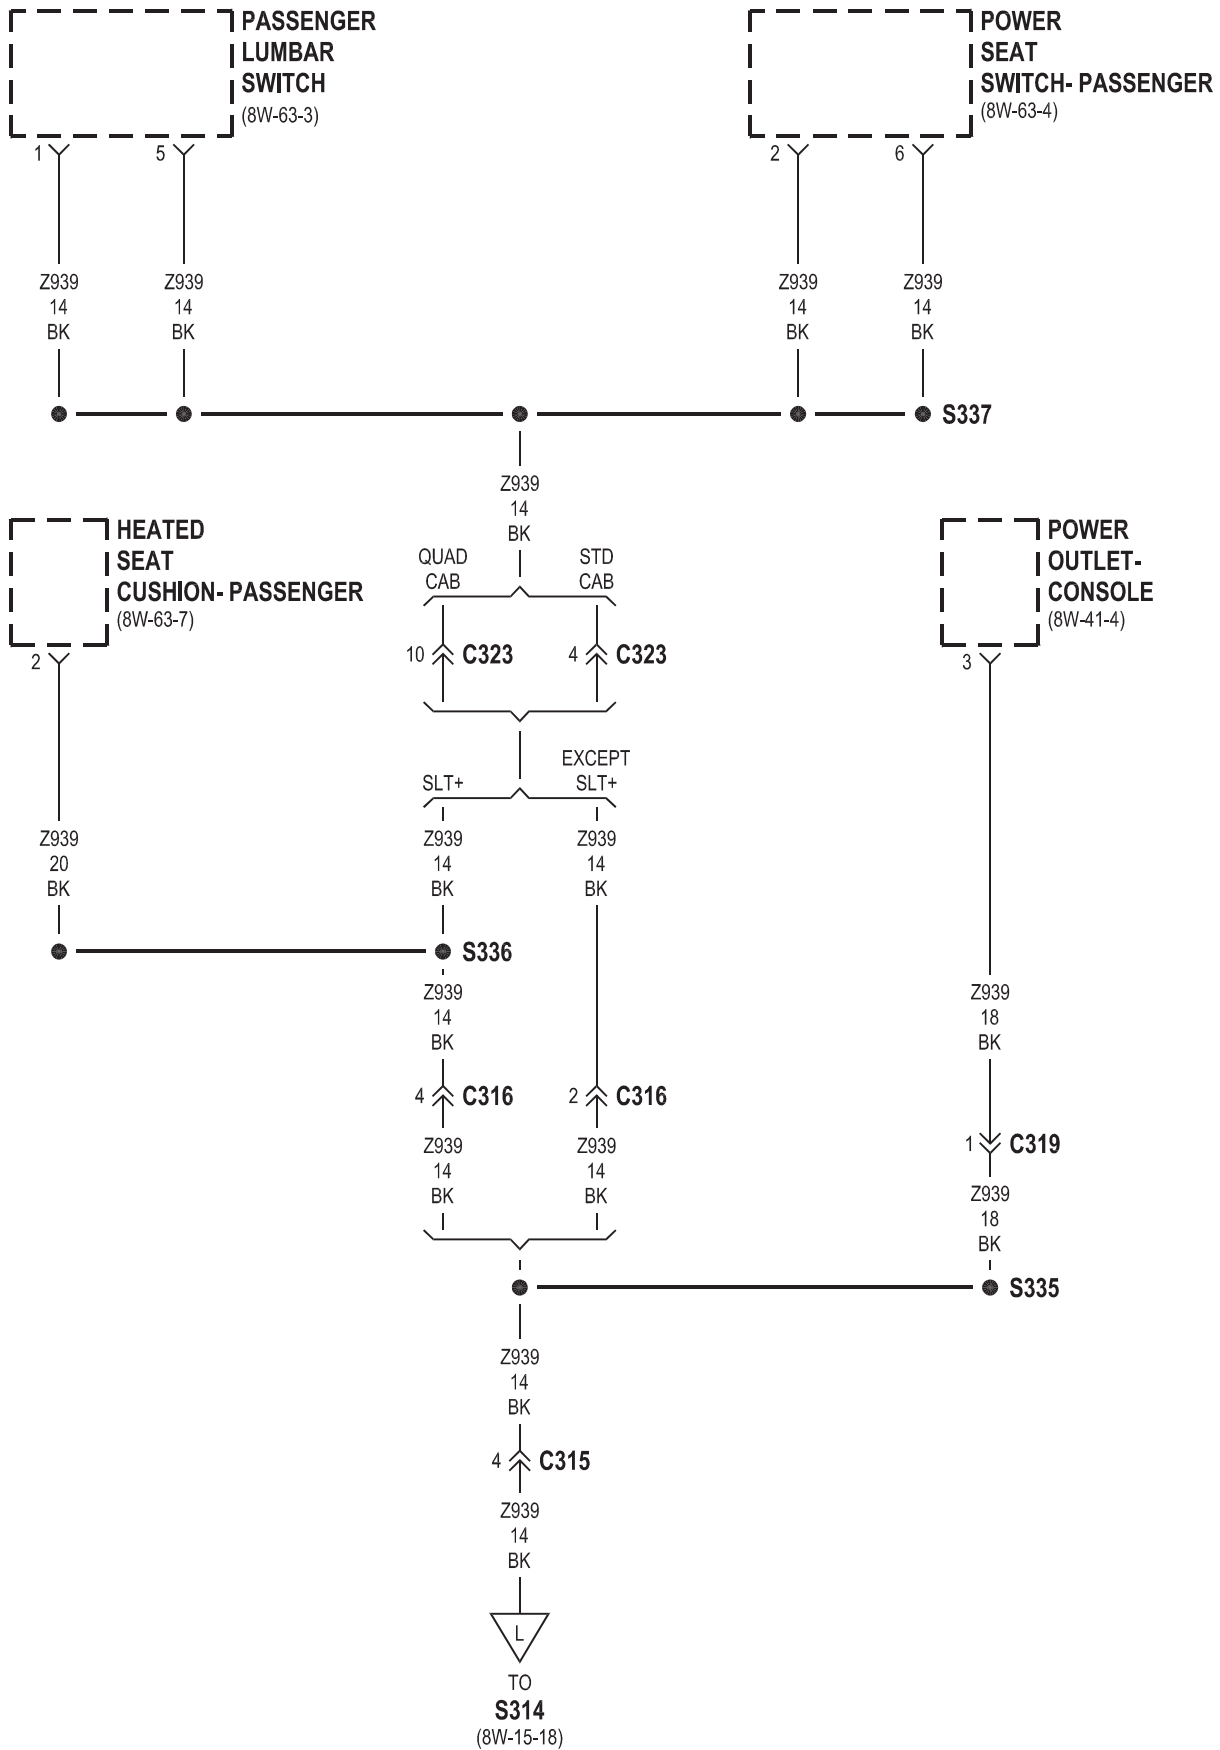 PASSENGER
LUMBAR
SWITCH
(8W-63-3)
POWER
SEAT
SWITCH- PASSENGER
(8W-63-4)
1
5
2
6
Z939
14
BK
Z939
14
BK
Z939
14
BK
Z939
14
BK
S337
Z939
14
BK
HEATED
SEAT
CUSHION- PASSENGER
(8W-63-7)
2
QUAD
CAB
STD
CAB
10
C323
4
C323
POWER
OUTLET-
CONSOLE
(8W-41-4)
3
SLT+
EXCEPT
SLT+
Z939
20
BK
Z939
14
BK
Z939
14
BK
S336
Z939
14
BK
Z939
18
BK
4
C316
2
C316
1
C319
Z939
14
BK
Z939
14
BK
Z939
18
BK
S335
Z939
14
BK
4
C315
Z939
14
BK
L
TO
S314
(8W-15-18)